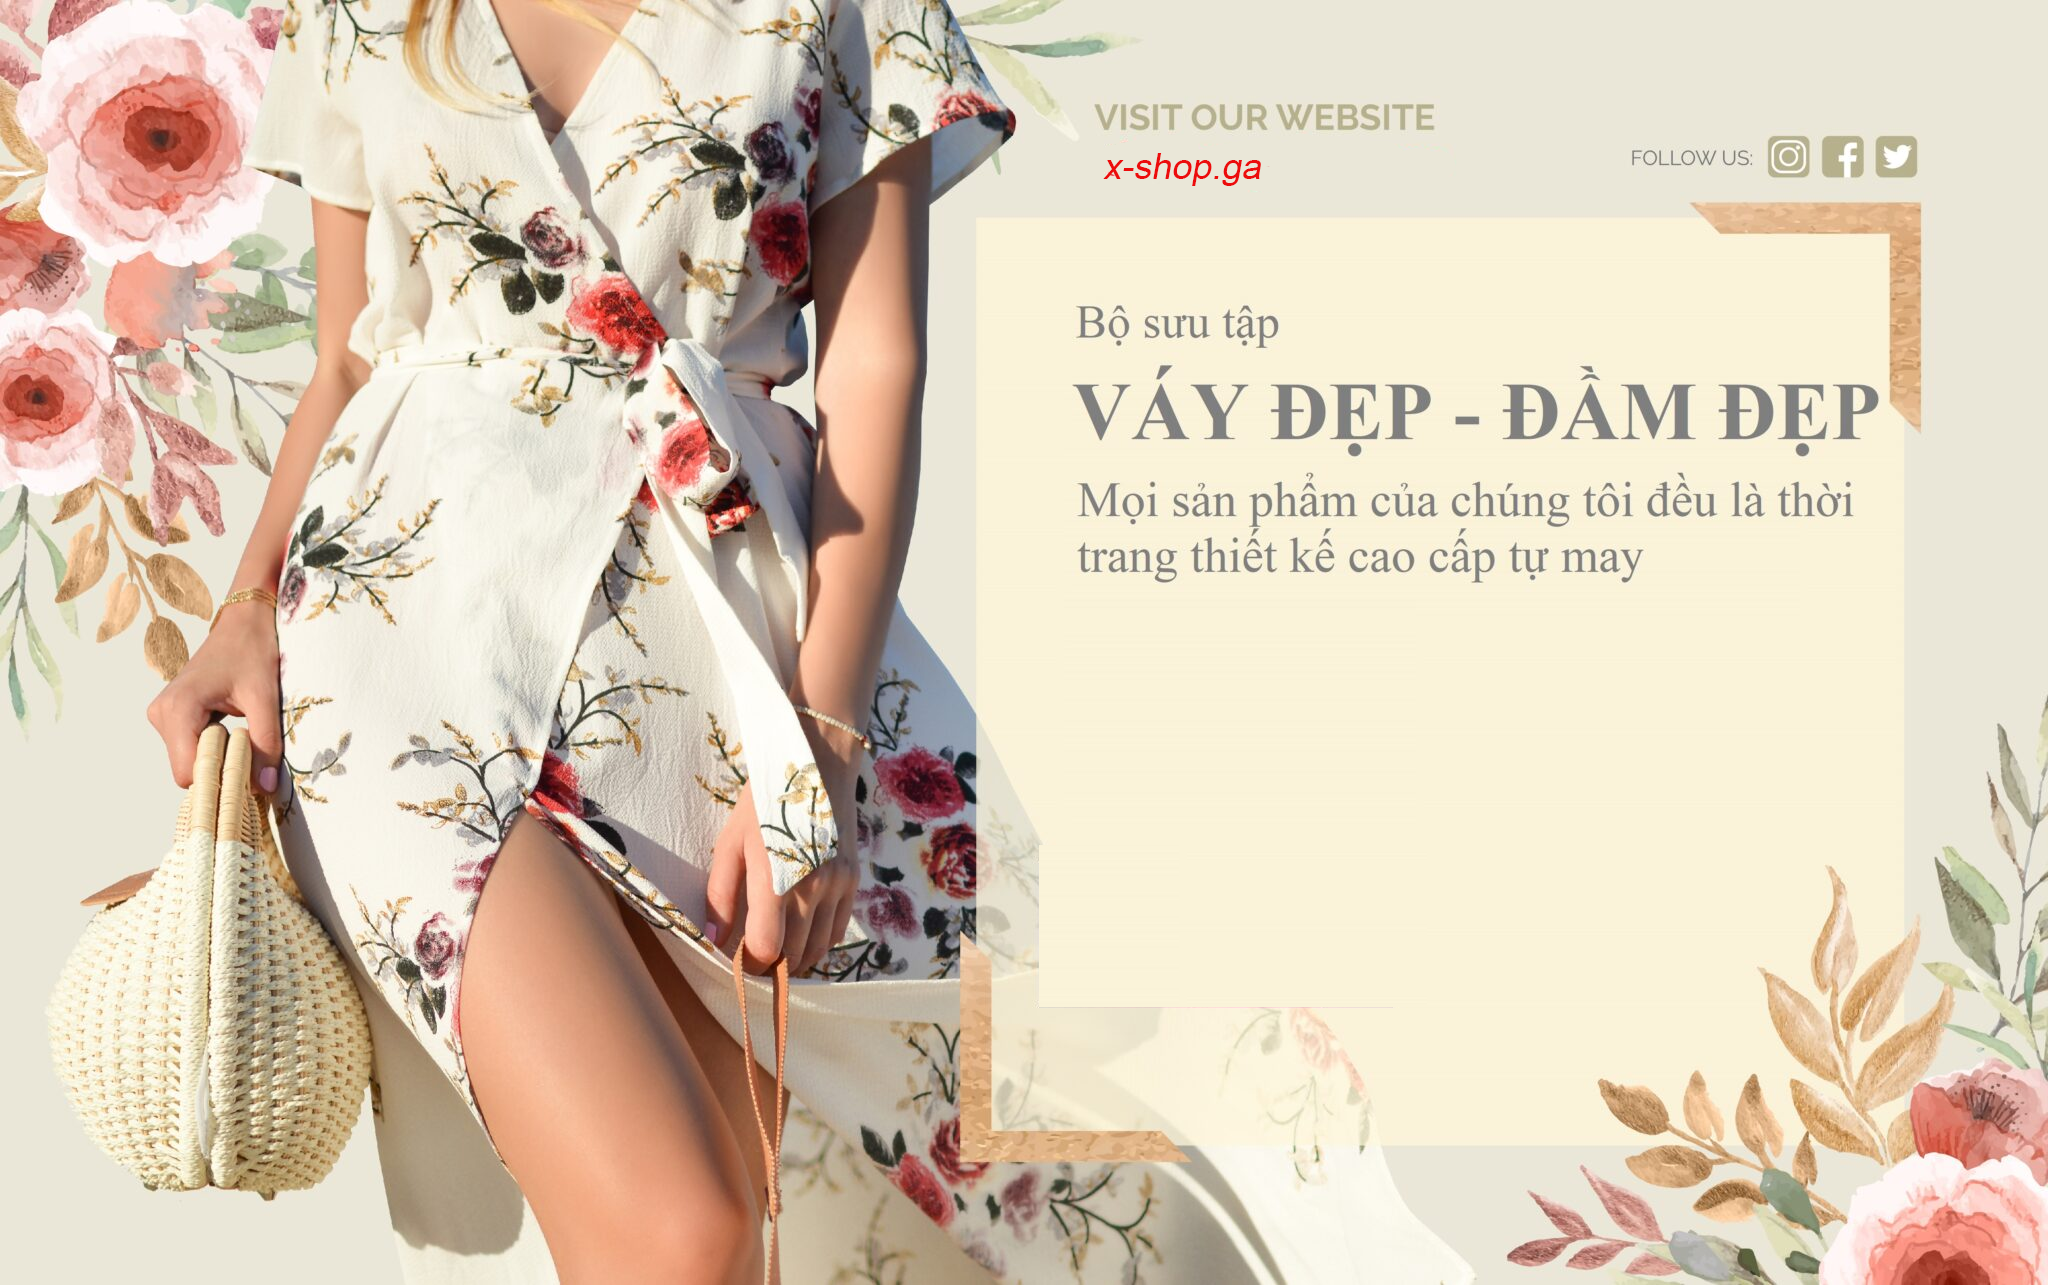 VISIT OUR WEBSITE
x-shop.ga
FOLLOW US:
Bộ sưu tập
VÁY ĐẸP - ĐẦM ĐẸP
Mọi sản phẩm của chúng tôi đều là thời
trang thiết kế cao cấp tự may